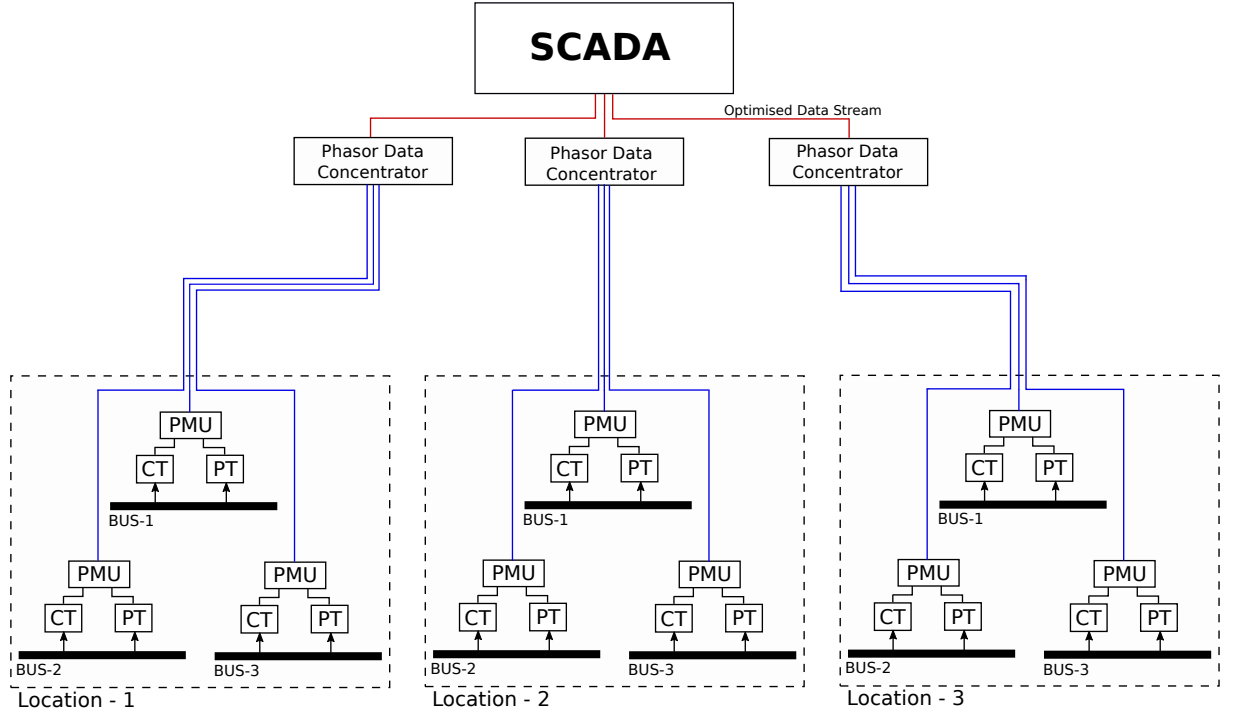 SCADA
Optimised Data Stream
Phasor Data
Concentrator
Phasor Data
Concentrator
Phasor Data
Concentrator
PMU
CT
PT
BUS-1
PMU
CT
PT
BUS-2
PMU
CT
PT
BUS-3
Location - 1
PMU
CT
PT
BUS-1
PMU
CT
PT
BUS-2
PMU
CT
PT
BUS-3
Location - 2
PMU
CT
PT
BUS-1
PMU
CT
PT
BUS-2
PMU
CT
PT
BUS-3
Location - 3